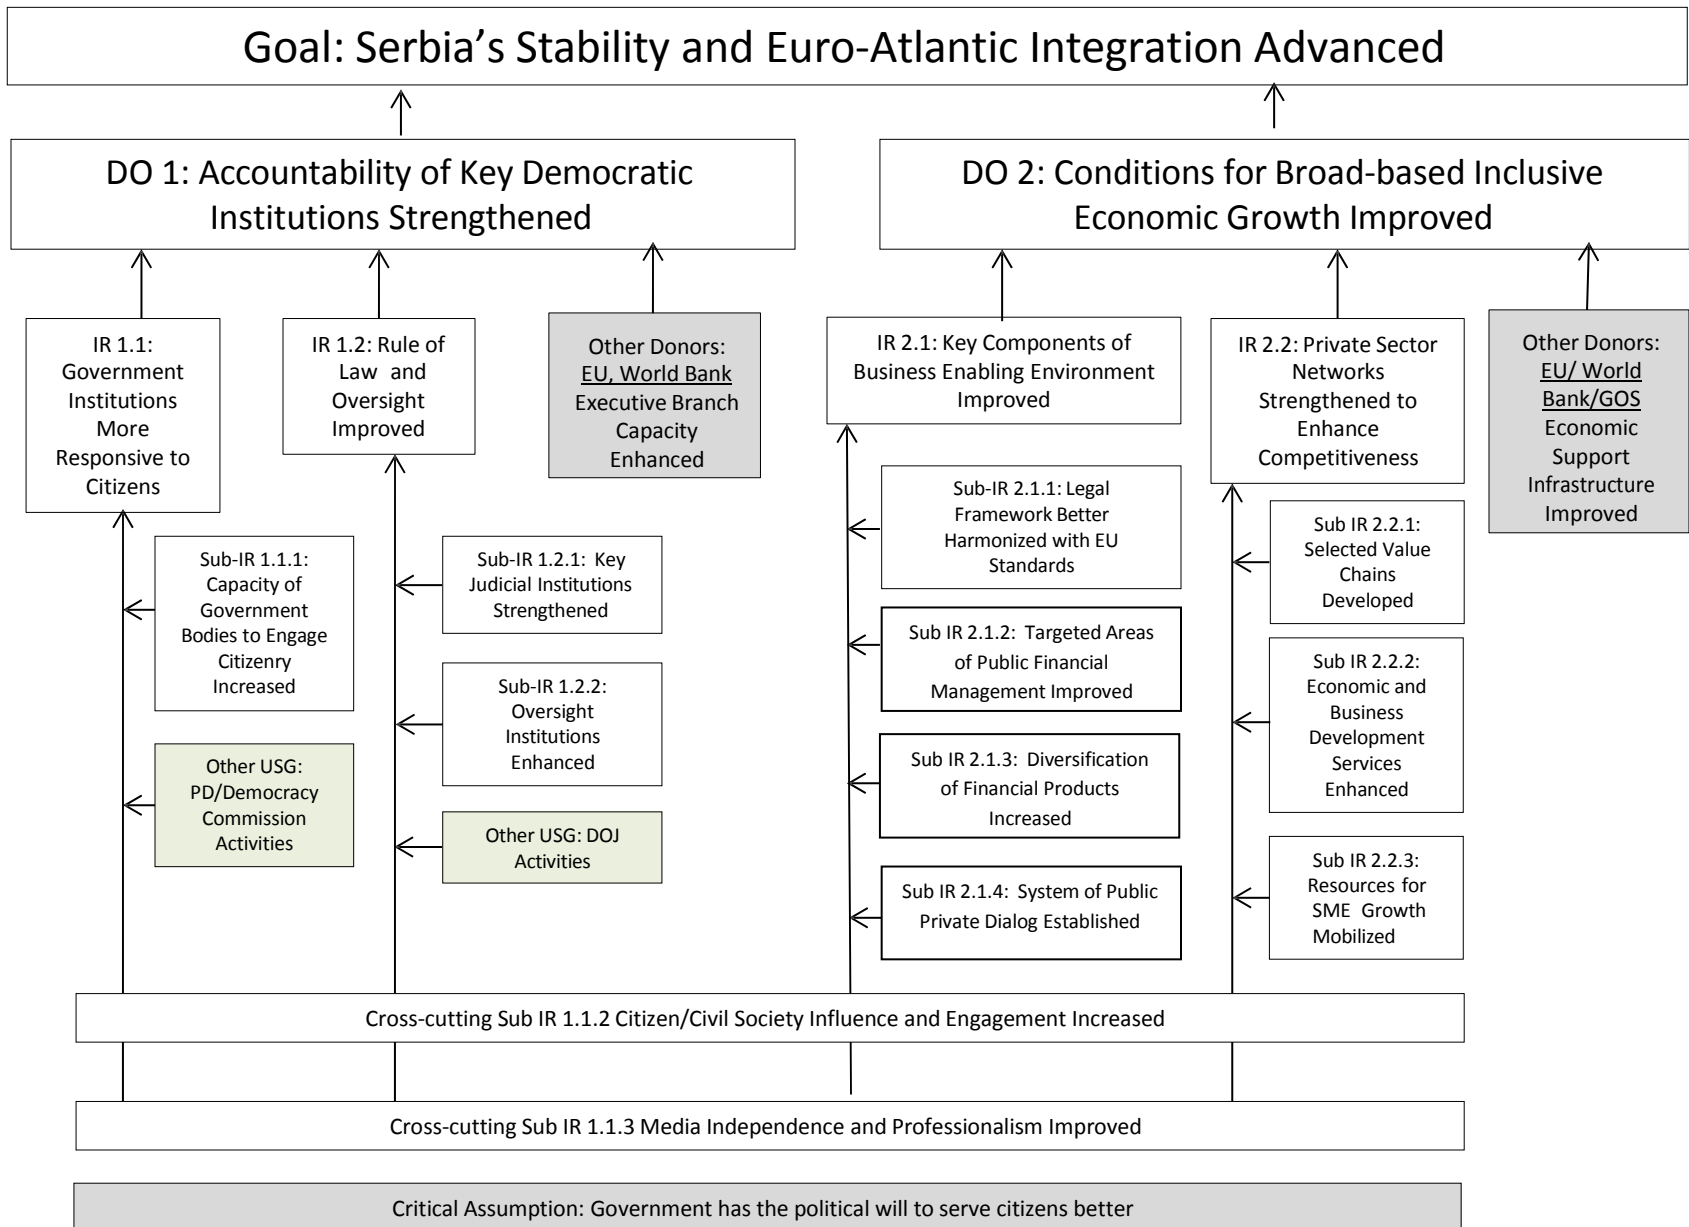 Goal: Serbia’s Stability and Euro-Atlantic Integration Advanced
DO 1: Accountability of Key Democratic
Institutions Strengthened
DO 2: Conditions for Broad-based Inclusive
Economic Growth Improved
IR 1.1:
Government
Institutions
More
Responsive to
Citizens
IR 1.2: Rule of
Law and
Oversight
Improved
Other Donors:
EU, World Bank
Executive Branch
Capacity
Enhanced
IR 2.1: Key Components of
Business Enabling Environment
Improved
IR 2.2: Private Sector
Networks
Strengthened to
Enhance
Competitiveness
Other Donors:
EU/ World
Bank/GOS
Economic
Support
Infrastructure
Improved
Sub-IR 1.1.1:
Capacity of
Government
Bodies to Engage
Citizenry
Increased
Other USG:
PD/Democracy
Commission
Activities
Sub-IR 1.2.1: Key
Judicial Institutions
Strengthened
Sub-IR 1.2.2:
Oversight
Institutions
Enhanced
Other USG: DOJ
Activities
Sub-IR 2.1.1: Legal
Framework Better
Harmonized with EU
Standards
Sub IR 2.1.2: Targeted Areas
of Public Financial
Management Improved
Sub IR 2.1.3: Diversification
of Financial Products
Increased
Sub IR 2.1.4: System of Public
Private Dialog Established
Sub IR 2.2.1:
Selected Value
Chains
Developed
Sub IR 2.2.2:
Economic and
Business
Development
Services
Enhanced
Sub IR 2.2.3:
Resources for
SME Growth
Mobilized
Cross-cutting Sub IR 1.1.2 Citizen/Civil Society Influence and Engagement Increased
Cross-cutting Sub IR 1.1.3 Media Independence and Professionalism Improved
Critical Assumption: Government has the political will to serve citizens better